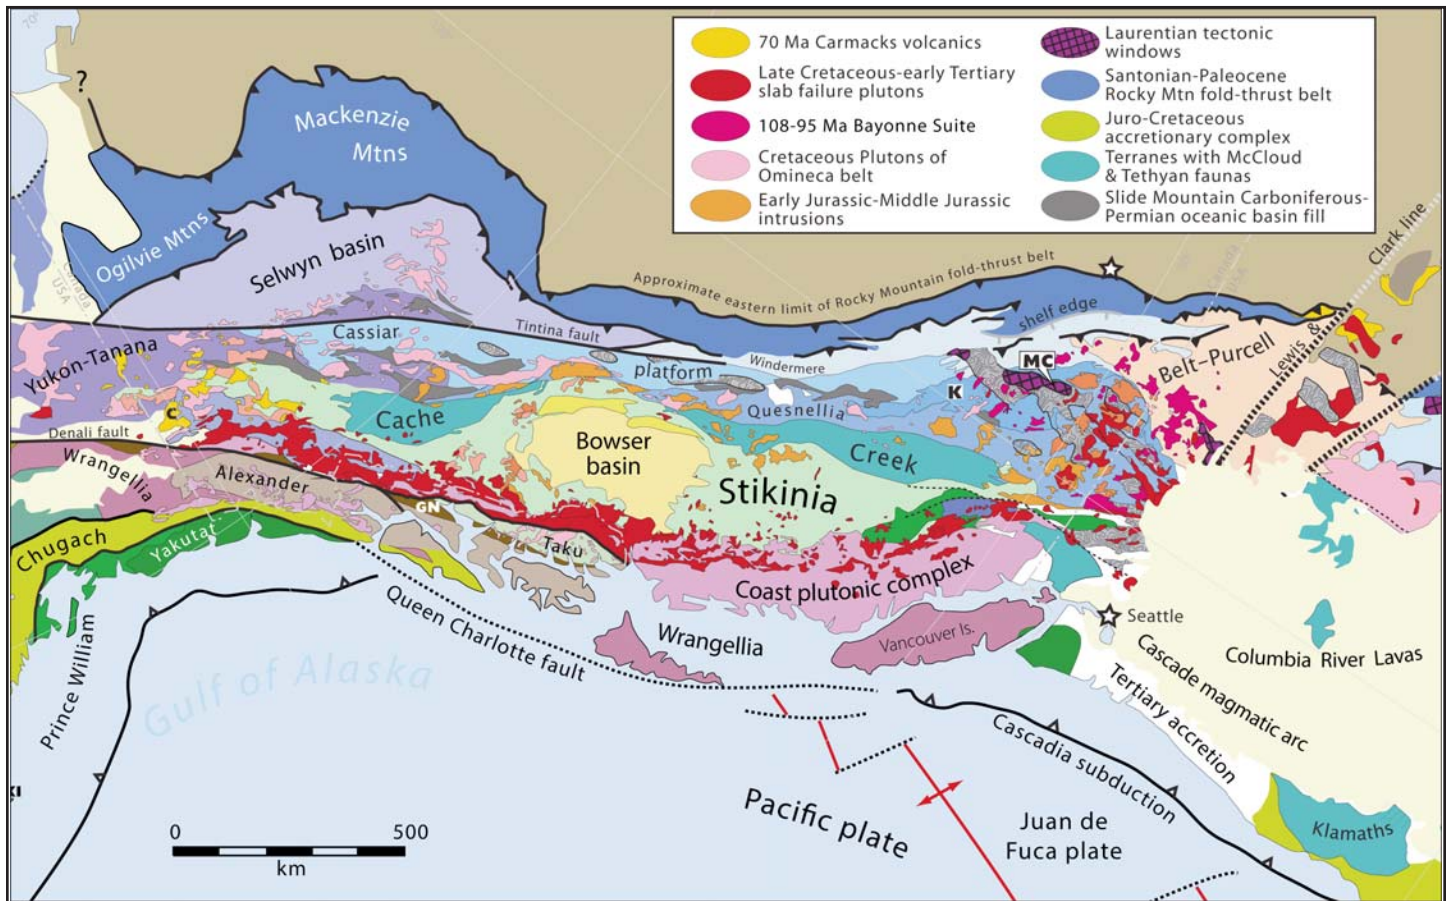 70°
?
Mackenzie
Mtns
Ogilvie Mtns
Selwyn basin
Canada
USA
70 Ma Carmacks volcanics
Late Cretaceous-early Tertiary
slab failure plutons
108-95 Ma Bayonne Suite
Cretaceous Plutons of
Omineca belt
Early Jurassic-Middle Jurassic
intrusions
Laurentian tectonic
windows
Santonian-Paleocene
Rocky Mtn fold-thrust belt
Juro-Cretaceous
accretionary complex
Terranes with McCloud
& Tethyan faunas
Slide Mountain Carboniferous-
Permian oceanic basin fill
Approximate eastern limit of Rocky Mountain fold-thrust belt
Canada
USA
Lewis & Clark line
shelf edge
Tintina fault
Cassiar
platform
Windermere
Yukon-Tanana
MC
K
Belt-Purcell
C
Cache
Creek
Quesnellia
Bowser
basin
Stikinia
Denali fault
Wrangellia
Alexander
GN
Taku
Chugach
Yakutat
Coast plutonic complex
Wrangellia
Vancouver Is.
Seattle
Columbia River Lavas
Cascade magmatic arc
Tertiary accretion
Cascadia subduction
Klamaths
Queen Charlotte fault
Prince William
Gulf of Alaska
KI
Pacific plate
Juan de
Fuca plate
0 500
km